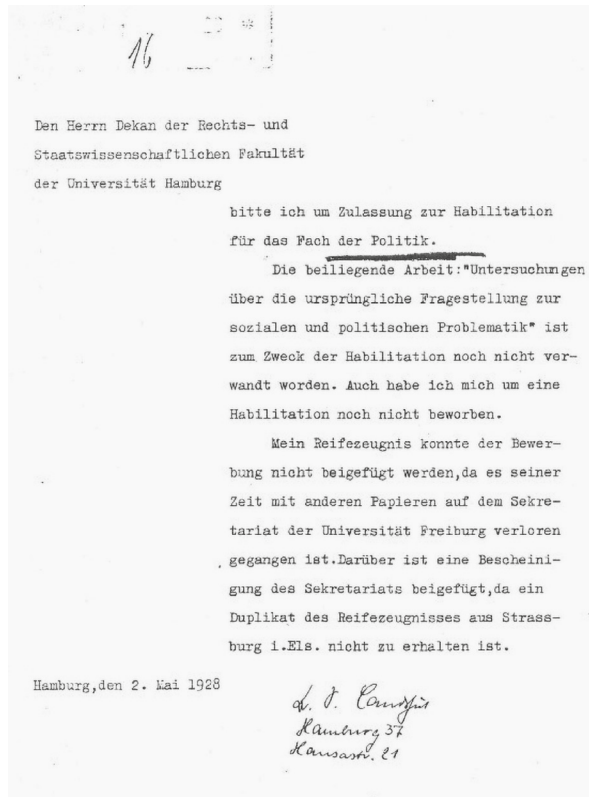 16
Den Herrn Dekan der Rechts- und
Staatswissenschaftlichen Fakultät
der Universität Hamburg
bitte ich um Zulassung zur Habilitation
für das Fach der Politik.
Die beiliegende Arbeit:"Untersuchungen
über die ursprüngliche Fragestellung zur
sozialen und politischen Problematik" ist
zum Zweck der Habilitation noch nicht ver-
wandt worden. Auch habe ich mich um eine
Habilitation noch nicht beworben.
Mein Reifezeugnis konnte der Bewer-
bung nicht beigefügt werden,da es seiner
Zeit mit anderen Papieren auf dem Sekre-
tariat der Universität Freiburg verloren
gegangen ist.Darüber ist eine Bescheini-
gung des Sekretariats beigefügt,da ein
Duplikat des Reifezeugnisses aus Strass-
burg i.Els. nicht zu erhalten ist.
Hamburg,den 2. Mai 1928
Landshut
Hamburg 37
Hansastr. 21